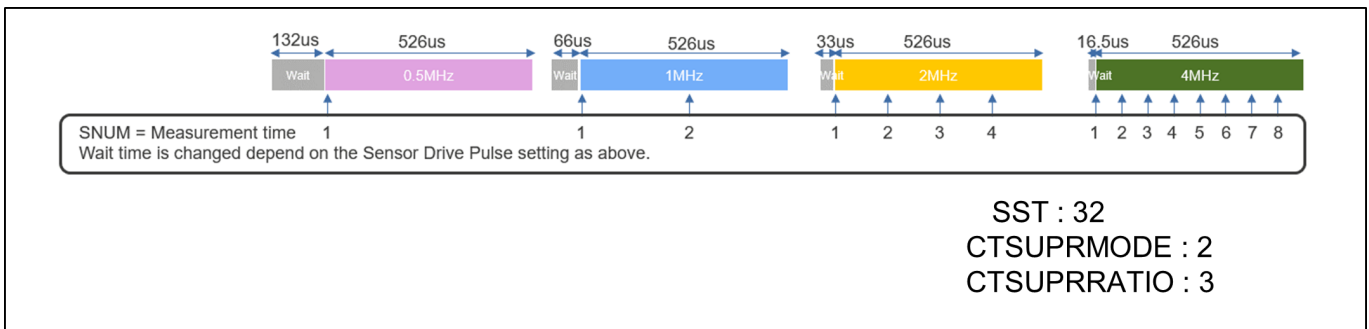 132us 526us 66us 526us 33us 526us 16.5us 526us
Wait 0.5MHz Wait 1MHz Wait 2MHz Wait 4MHz
SNUM = Measurement time 1 1 2 1 2 3 4 1 2 3 4 5 6 7 8
Wait time is changed depend on the Sensor Drive Pulse setting as above.
SST : 32
CTSUPRMODE : 2
CTSUPRRATIO : 3